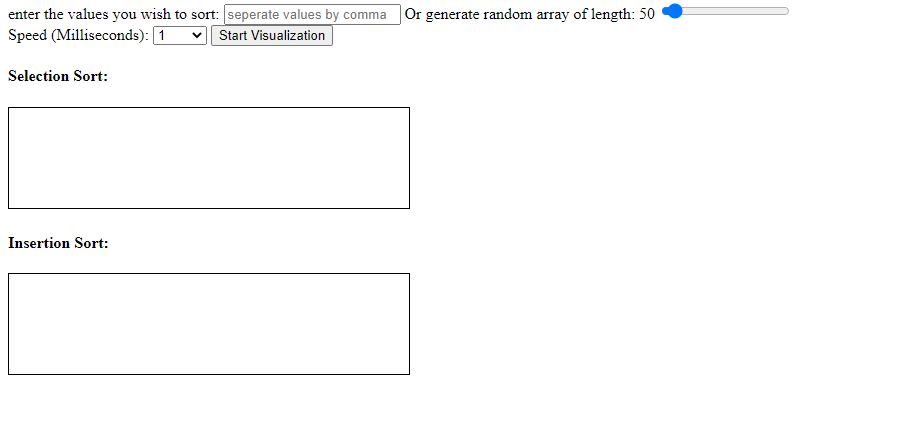 enter the values you wish to sort: seperate values by comma Or generate random array of length: 50
Speed (Milliseconds): 1 Start Visualization
Selection Sort:
Insertion Sort: